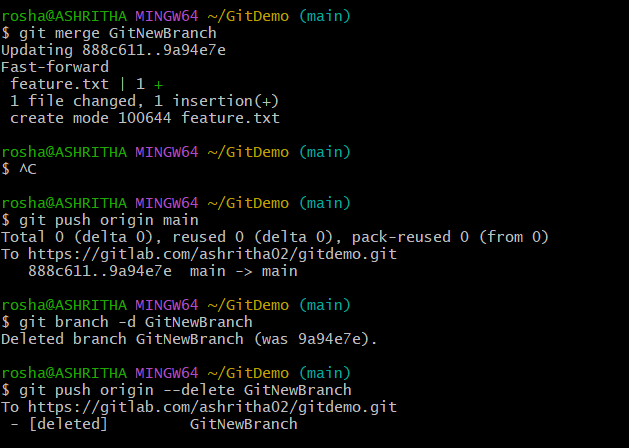 rosha@ASHRITHA MINGW64 ~/GitDemo (main)
$ git merge GitNewBranch
Updating 888c611..9a94e7e
Fast-forward
 feature.txt | 1 +
 1 file changed, 1 insertion(+)
 create mode 100644 feature.txt

rosha@ASHRITHA MINGW64 ~/GitDemo (main)
$ ^C

rosha@ASHRITHA MINGW64 ~/GitDemo (main)
$ git push origin main
Total 0 (delta 0), reused 0 (delta 0), pack-reused 0 (from 0)
To https://gitlab.com/ashritha02/gitdemo.git
   888c611..9a94e7e  main -> main

rosha@ASHRITHA MINGW64 ~/GitDemo (main)
$ git branch -d GitNewBranch
Deleted branch GitNewBranch (was 9a94e7e).

rosha@ASHRITHA MINGW64 ~/GitDemo (main)
$ git push origin --delete GitNewBranch
To https://gitlab.com/ashritha02/gitdemo.git
 - [deleted]         GitNewBranch